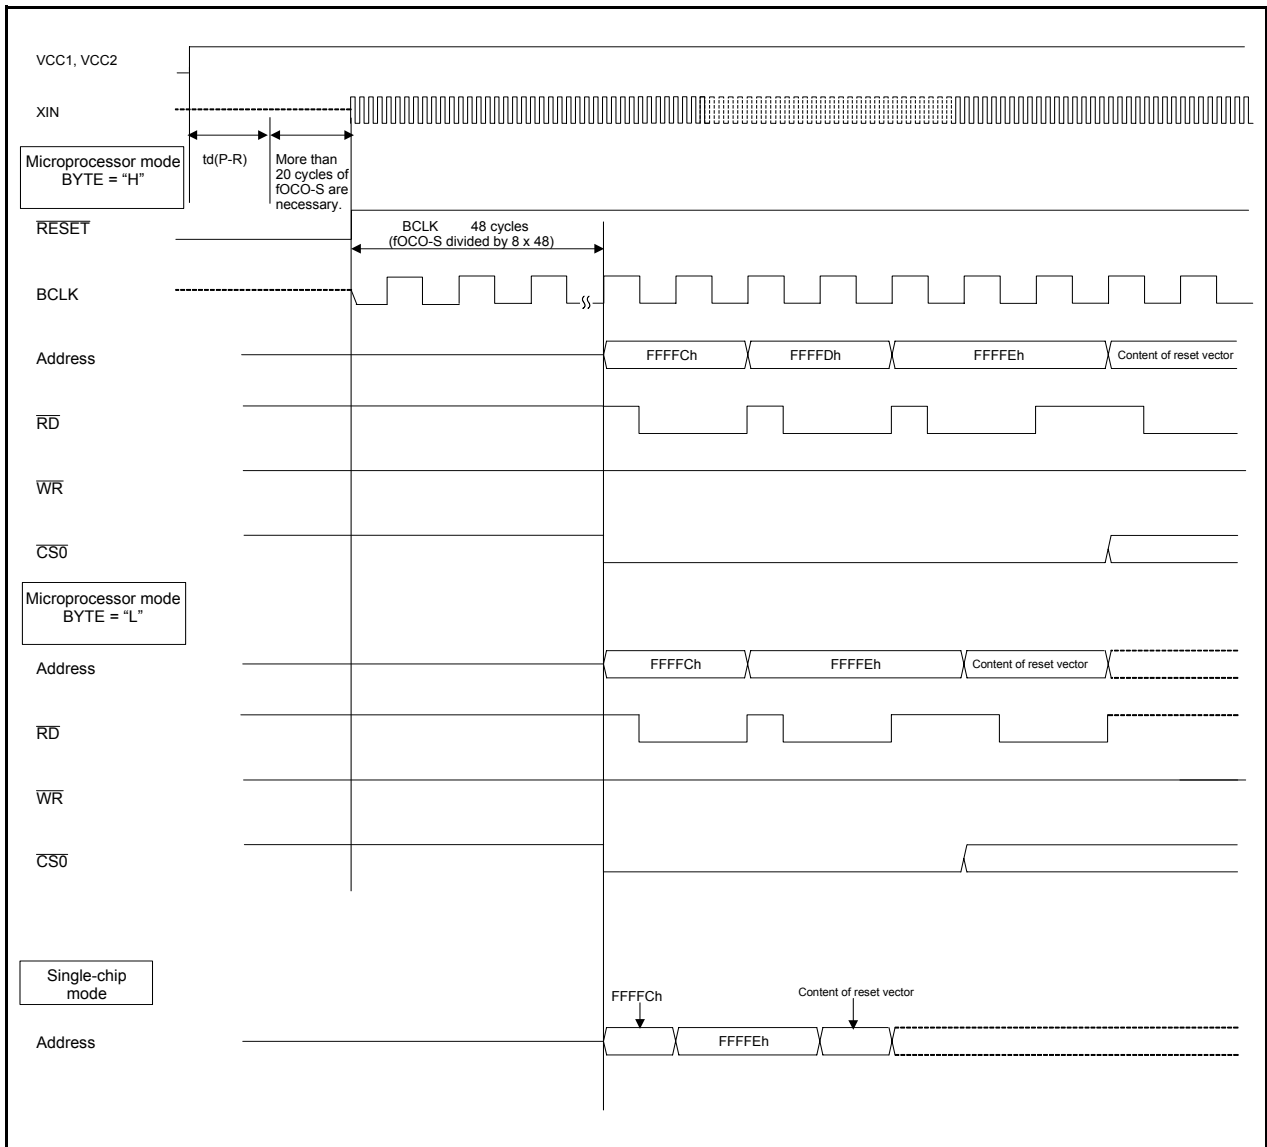 VCC1, VCC2
XIN
td(P-R)
More than
20 cycles of
fOCO-S are
necessary.
Microprocessor mode
BYTE = “H”
RESET
BCLK 48 cycles
(fOCO-S divided by 8 x 48)
BCLK
Address
FFFFCh
FFFFDh
FFFFEh
Content of reset vector
RD
WR
CS0
Microprocessor mode
BYTE = “L”
Address
FFFFCh
FFFFEh
Content of reset vector
RD
WR
CS0
Single-chip
mode
FFFFCh
Content of reset vector
Address
FFFFEh